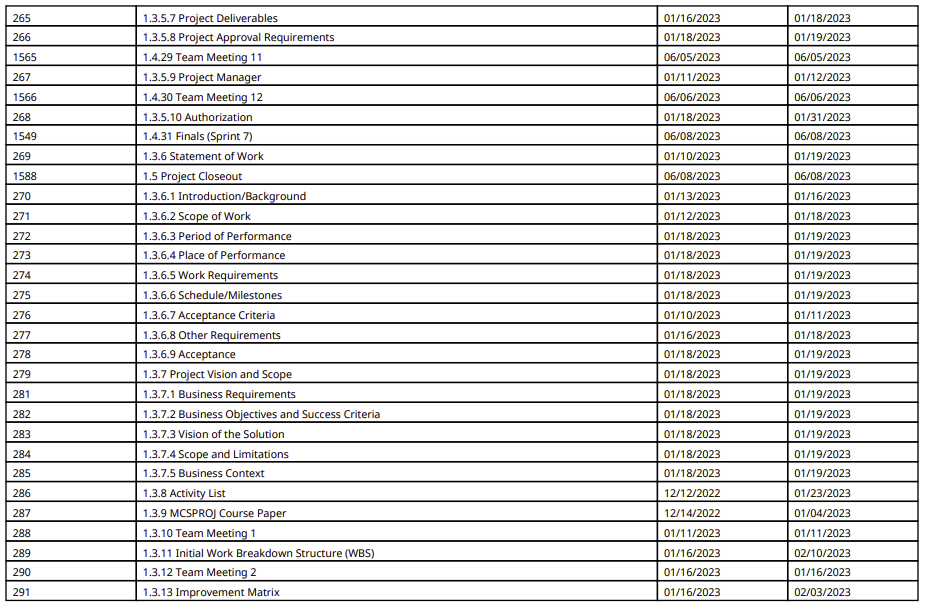 265 1.3.5.7 Project Deliverables 01/16/2023 01/18/2023
266 1.3.5.8 Project Approval Requirements 01/18/2023 01/19/2023
1565 1.4.29 Team Meeting 11 06/05/2023 06/05/2023
267 1.3.5.9 Project Manager 01/11/2023 01/12/2023
1566 1.4.30 Team Meeting 12 06/06/2023 06/06/2023
268 1.3.5.10 Authorization 01/18/2023 01/31/2023
1549 1.4.31 Finals (Sprint 7) 06/08/2023 06/08/2023
269 1.3.6 Statement of Work 01/10/2023 01/19/2023
1588 1.5 Project Closeout 06/08/2023 06/08/2023
270 1.3.6.1 Introduction/Background 01/13/2023 01/16/2023
271 1.3.6.2 Scope of Work 01/12/2023 01/18/2023
272 1.3.6.3 Period of Performance 01/18/2023 01/19/2023
273 1.3.6.4 Place of Performance 01/18/2023 01/19/2023
274 1.3.6.5 Work Requirements 01/18/2023 01/19/2023
275 1.3.6.6 Schedule/Milestones 01/18/2023 01/19/2023
276 1.3.6.7 Acceptance Criteria 01/10/2023 01/11/2023
277 1.3.6.8 Other Requirements 01/16/2023 01/18/2023
278 1.3.6.9 Acceptance 01/18/2023 01/19/2023
279 1.3.7 Project Vision and Scope 01/18/2023 01/19/2023
281 1.3.7.1 Business Requirements 01/18/2023 01/19/2023
282 1.3.7.2 Business Objectives and Success Criteria 01/18/2023 01/19/2023
283 1.3.7.3 Vision of the Solution 01/18/2023 01/19/2023
284 1.3.7.4 Scope and Limitations 01/18/2023 01/19/2023
285 1.3.7.5 Business Context 01/18/2023 01/19/2023
286 1.3.8 Activity List 12/12/2022 01/23/2023
287 1.3.9 MCSPROJ Course Paper 12/14/2022 01/04/2023
288 1.3.10 Team Meeting 1 01/11/2023 01/11/2023
289 1.3.11 Initial Work Breakdown Structure (WBS) 01/16/2023 02/10/2023
290 1.3.12 Team Meeting 2 01/16/2023 01/16/2023
291 1.3.13 Improvement Matrix 01/16/2023 02/03/2023